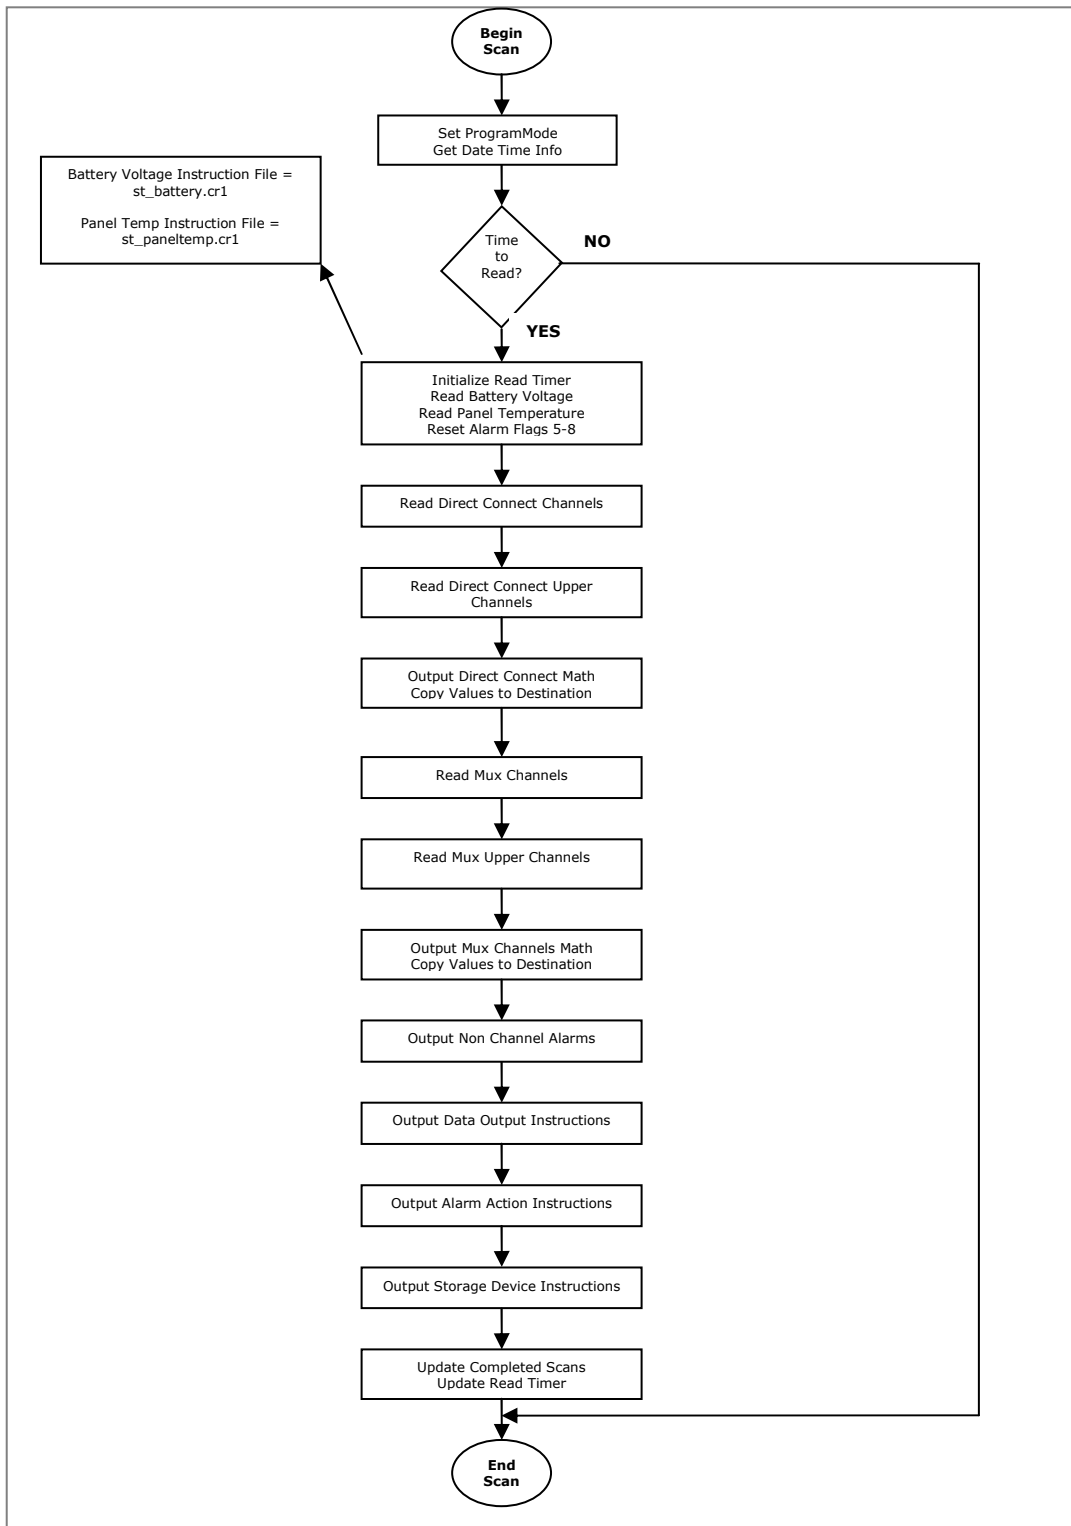 Begin
Scan
Set ProgramMode
Get Date Time Info
Battery Voltage Instruction File =
st_battery.cr1
Panel Temp Instruction File =
st_paneltemp.cr1
Time
to
Read?
NO
YES
Initialize Read Timer
Read Battery Voltage
Read Panel Temperature
Reset Alarm Flags 5-8
Read Direct Connect Channels
Read Direct Connect Upper
Channels
Output Direct Connect Math
Copy Values to Destination
Read Mux Channels
Read Mux Upper Channels
Output Mux Channels Math
Copy Values to Destination
Output Non Channel Alarms
Output Data Output Instructions
Output Alarm Action Instructions
Output Storage Device Instructions
Update Completed Scans
Update Read Timer
End
Scan